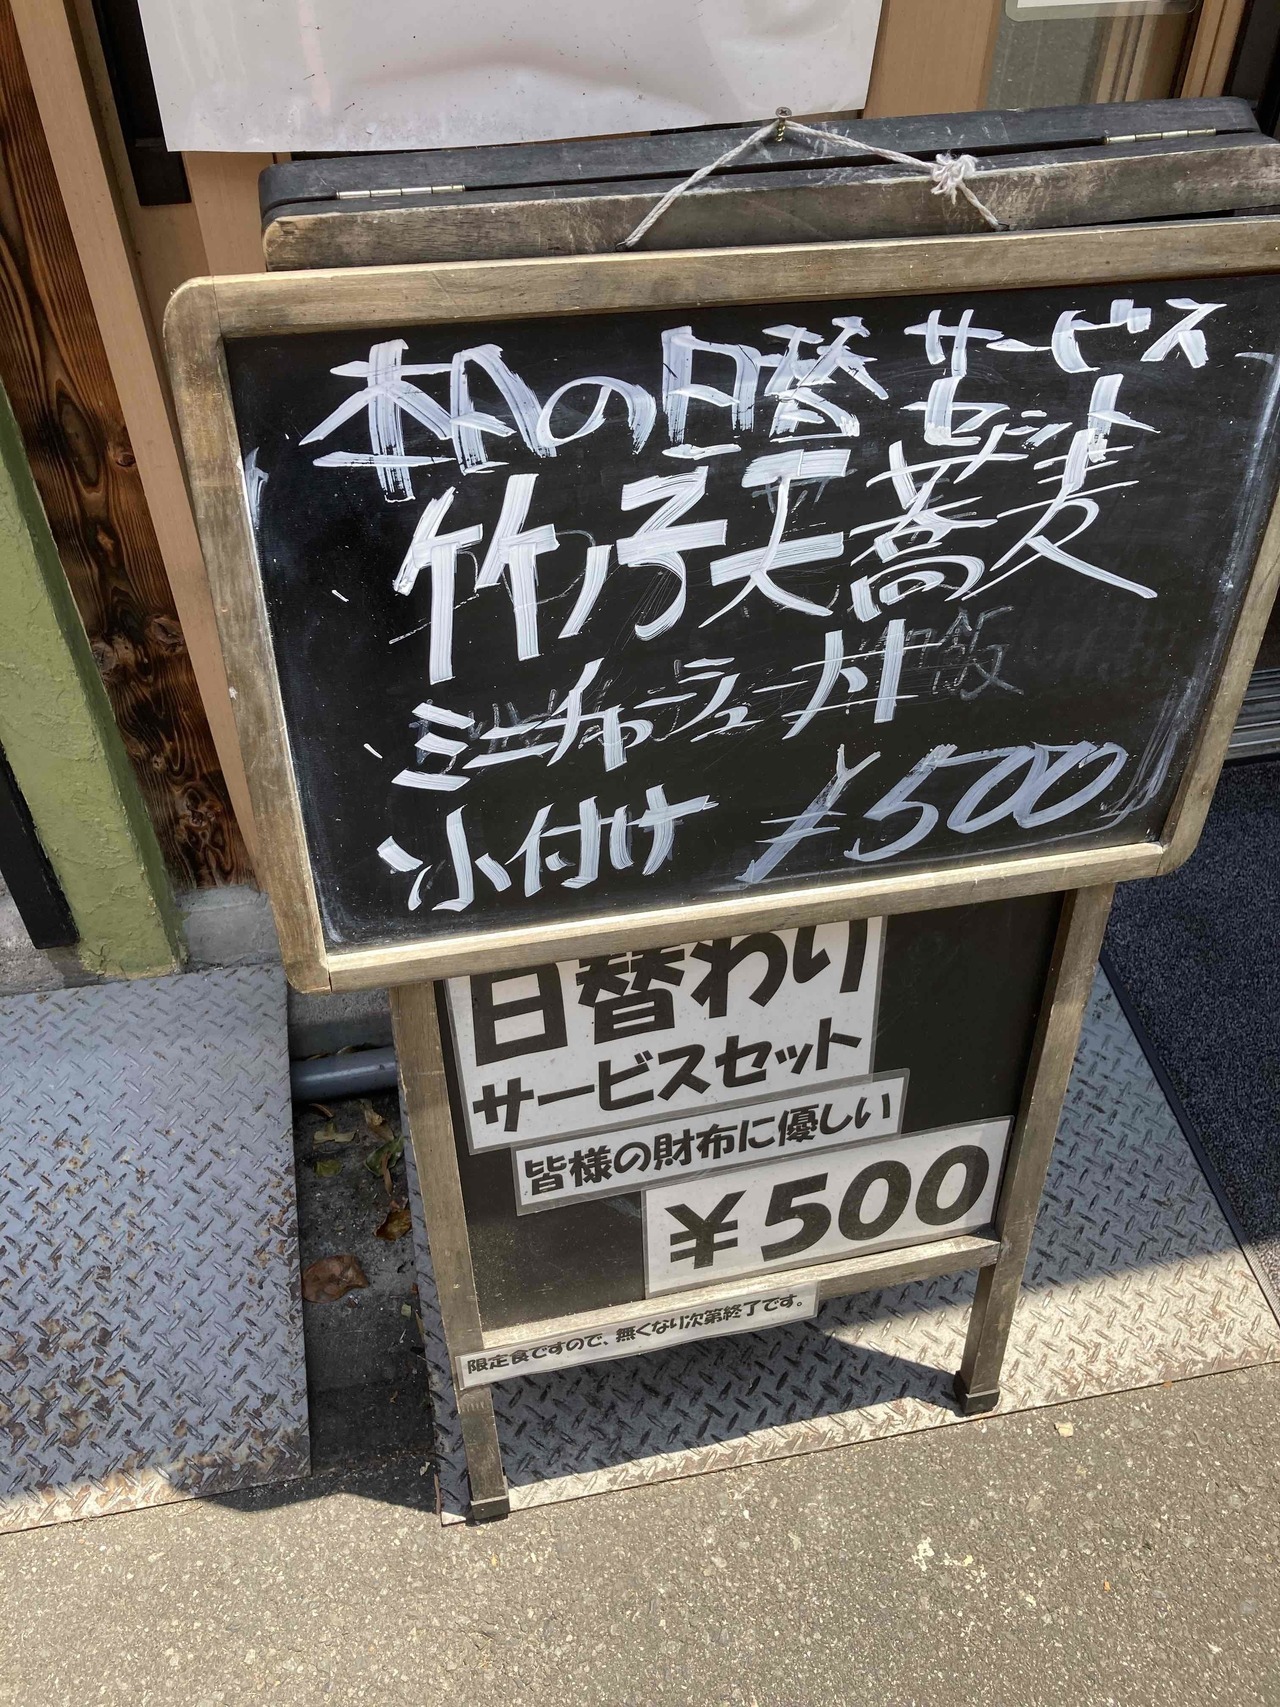 本日の日替サービスセット
竹ノ子天蕎麦
ミニチャーシュー丼
小付け ¥500
日替わり
サービスセット
皆様の財布に優しい
¥500
限定食ですので、無くなり次第終了です。